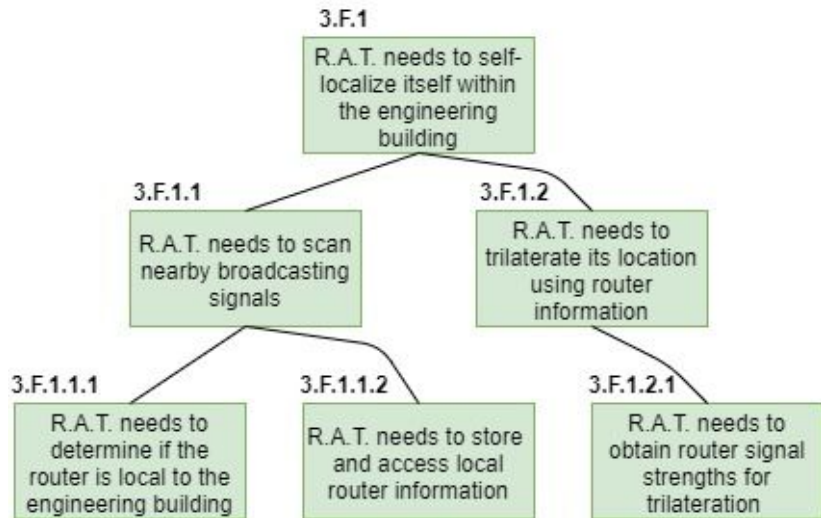 3.F.1
R.A.T. needs to self-
localize itself within
the engineering
building
3.F.1.1
R.A.T. needs to scan
nearby broadcasting
signals
3.F.1.2
R.A.T. needs to
trilaterate its location
using router
information
3.F.1.1.1
R.A.T. needs to
determine if the
router is local to the
engineering building
3.F.1.1.2
R.A.T. needs to store
and access local
router information
3.F.1.2.1
R.A.T. needs to
obtain router signal
strengths for
trilateration